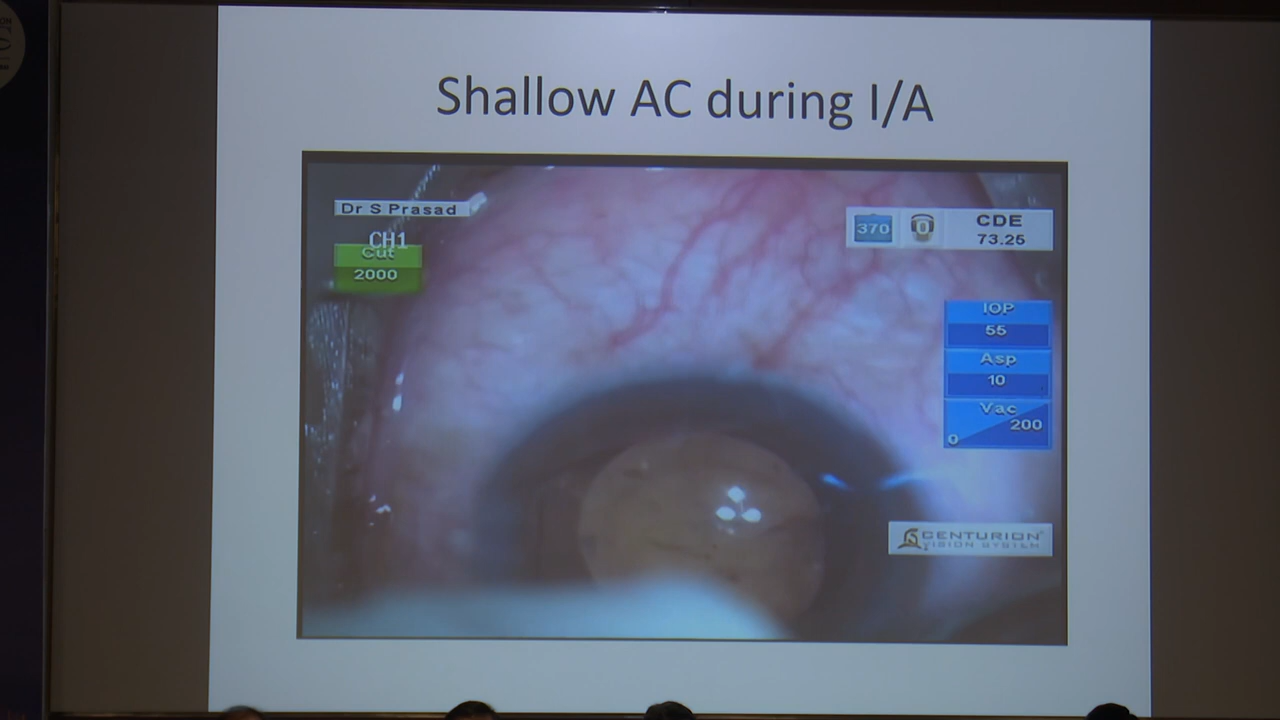 Shallow AC during I/A
Dr S Prasad
CH1
Cut
2000
370
0
CDE
73.25
IOP
55
Asp
10
Vac
0 200
CENTURION
VISION SYSTEM